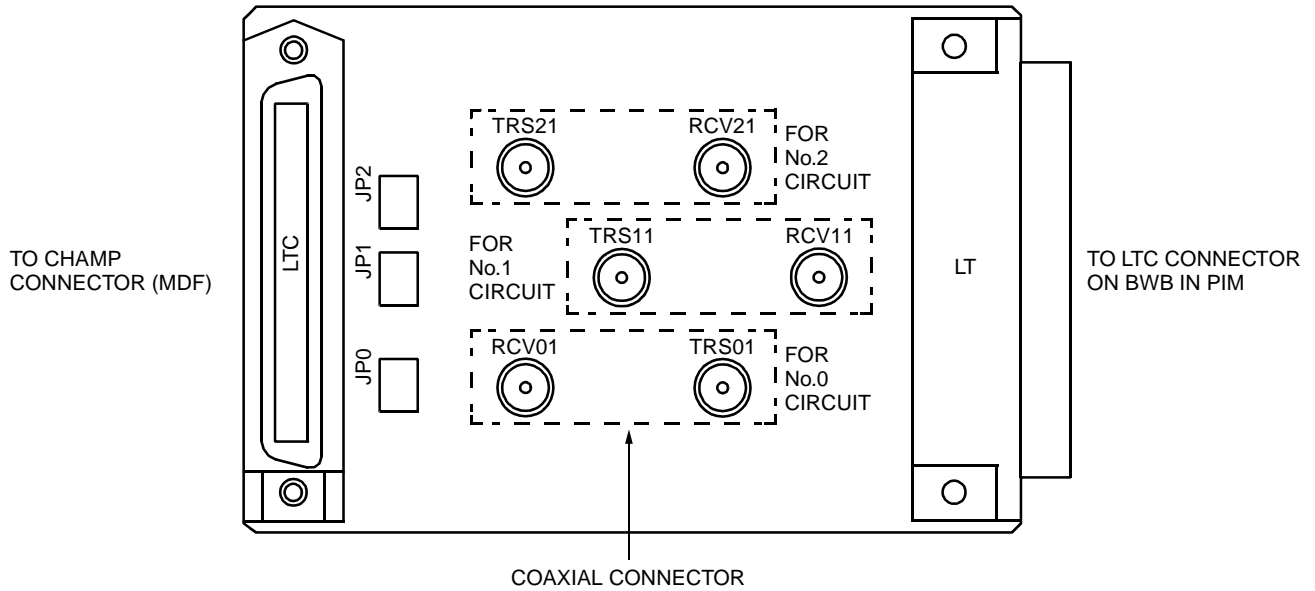 TRS21
RCV21
FOR
No.2
CIRCUIT
JP2
TO CHAMP
CONNECTOR (MDF)
LTC
JP1
FOR
No.1
CIRCUIT
TRS11
RCV11
LT
TO LTC CONNECTOR
ON BWB IN PIM
JP0
RCV01
TRS01
FOR
No.0
CIRCUIT
COAXIAL CONNECTOR